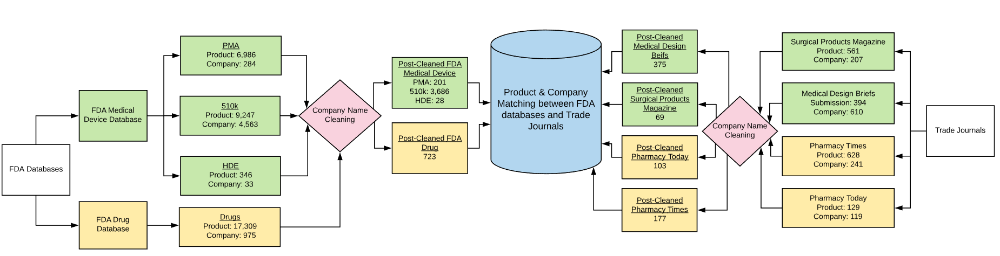 FDA Databases
FDA Medical
Device Database
FDA Drug
Database
PMA
Product: 6,986
Company: 284
510k
Product: 9,247
Company: 4,563
HDE
Product: 346
Company: 33
Drugs
Product: 17,309
Company: 975
Company Name
Cleaning
Post-Cleaned FDA
Medical Device
PMA: 201
510k: 3,686
HDE: 28
Post-Cleaned FDA
Drug
723
Product & Company
Matching between FDA
databases and Trade
Journals
Post-Cleaned
Medical Design
Beifs
375
Post-Cleaned
Surgical Products
Magazine
69
Post-Cleaned
Pharmacy Today
103
Post-Cleaned
Pharmacy Times
177
Company Name
Cleaning
Surgical Products Magazine
Product: 561
Company: 207
Medical Design Briefs
Submission: 394
Company: 610
Pharmacy Times
Product: 628
Company: 241
Pharmacy Today
Product: 129
Company: 119
Trade Journals